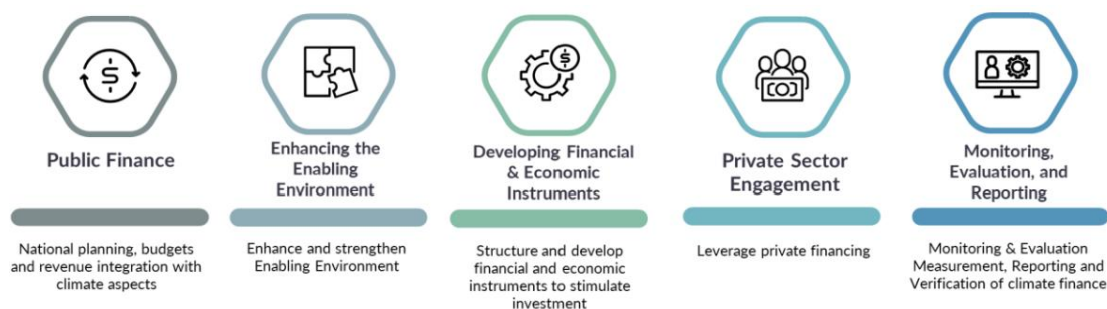 Public Finance
National planning, budgets
and revenue integration with
climate aspects
Enhancing the
Enabling
Environment
Enhance and strengthen
Enabling Environment
Developing Financial
& Economic
Instruments
Structure and develop
financial and economic
instruments to stimulate
investment
Private Sector
Engagement
Leverage private financing
Monitoring,
Evaluation, and
Reporting
Monitoring & Evaluation
Measurement, Reporting and
Verification of climate finance